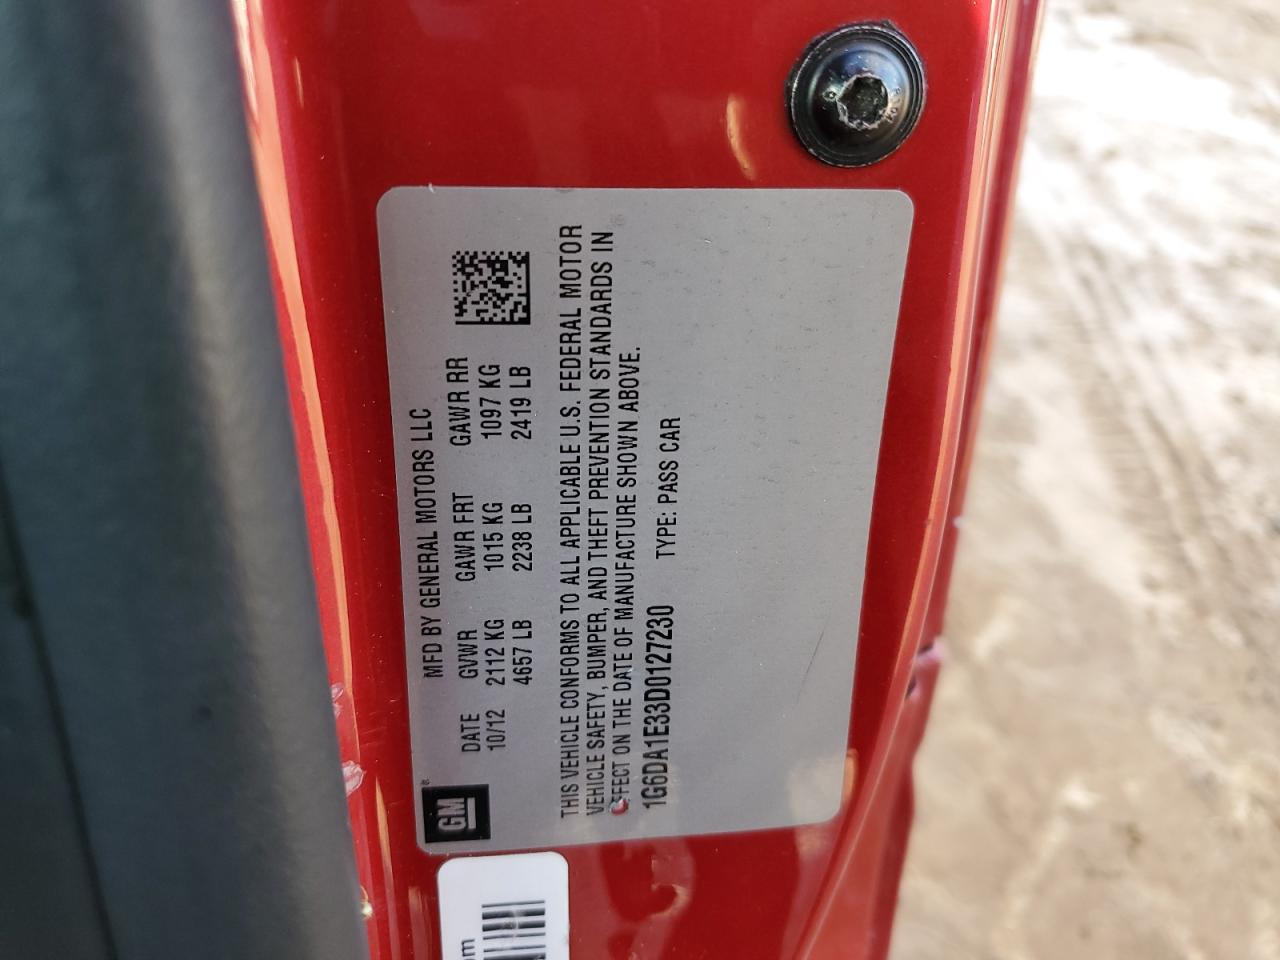 MFD BY GENERAL MOTORS LLC
DATE GVWR GAWR FRT GAWR RR
10/12 2112 KG 1015 KG 1097 KG
4657 LB 2238 LB 2419 LB
GM
THIS VEHICLE CONFORMS TO ALL APPLICABLE U.S. FEDERAL MOTOR
VEHICLE SAFETY, BUMPER, AND THEFT PREVENTION STANDARDS IN
EFFECT ON THE DATE OF MANUFACTURE SHOWN ABOVE.
1G6DA1E33D0127230 TYPE: PASS CAR
om